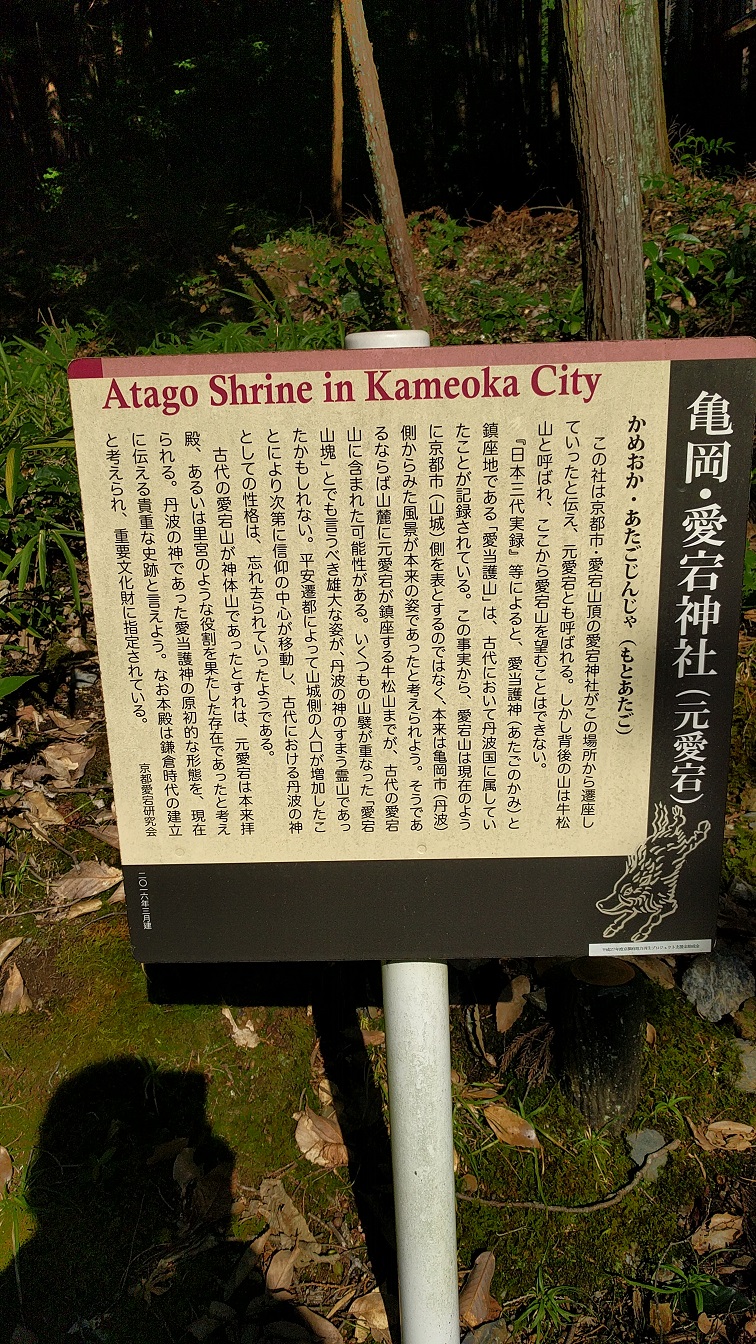 Atago Shrine in Kameoka City
亀岡・愛宕神社（元愛宕）
かめおか・あたごじんじゃ（もとあたご）
この社は京都市・愛宕山頂の愛宕神社がこの場所から遷座し
ていったと伝え、元愛宕とも呼ばれる。しかし背後の山は牛松
山と呼ばれ、ここから愛宕山を望むことはできない。
『日本三代実録』等によると、愛当護神（あたごのかみ）と
鎮座地である「愛当護山」は、古代において丹波国に属してい
たことが記録されている。この事実から、愛宕山は現在のよう
に京都市（山城）側を表とするのではなく、本来は亀岡市（丹波）
側からみた風景が本来の姿であったと考えられよう。そうであ
るならば山麓に元愛宕が鎮座する牛松山までが、古代の愛宕
山に含まれた可能性がある。いくつもの山襞が重なった「愛宕
山塊」とでも言うべき雄大な姿が、丹波の神のすまう霊山であっ
たかもしれない。平安遷都によって山城側の人口が増加したこ
とにより次第に信仰の中心が移動し、古代における丹波の神
としての性格は、忘れ去られていったようである。
古代の愛宕山が神体山であったとすれば、元愛宕は本来拝
殿、あるいは里宮のような役割を果たした存在であったと考え
られる。丹波の神であった愛当護神の原初的な形態を、現在
に伝える貴重な史跡と言えよう。なお本殿は鎌倉時代の建立
と考えられ、重要文化財に指定されている。
京都愛宕研究会
二〇一六年三月建